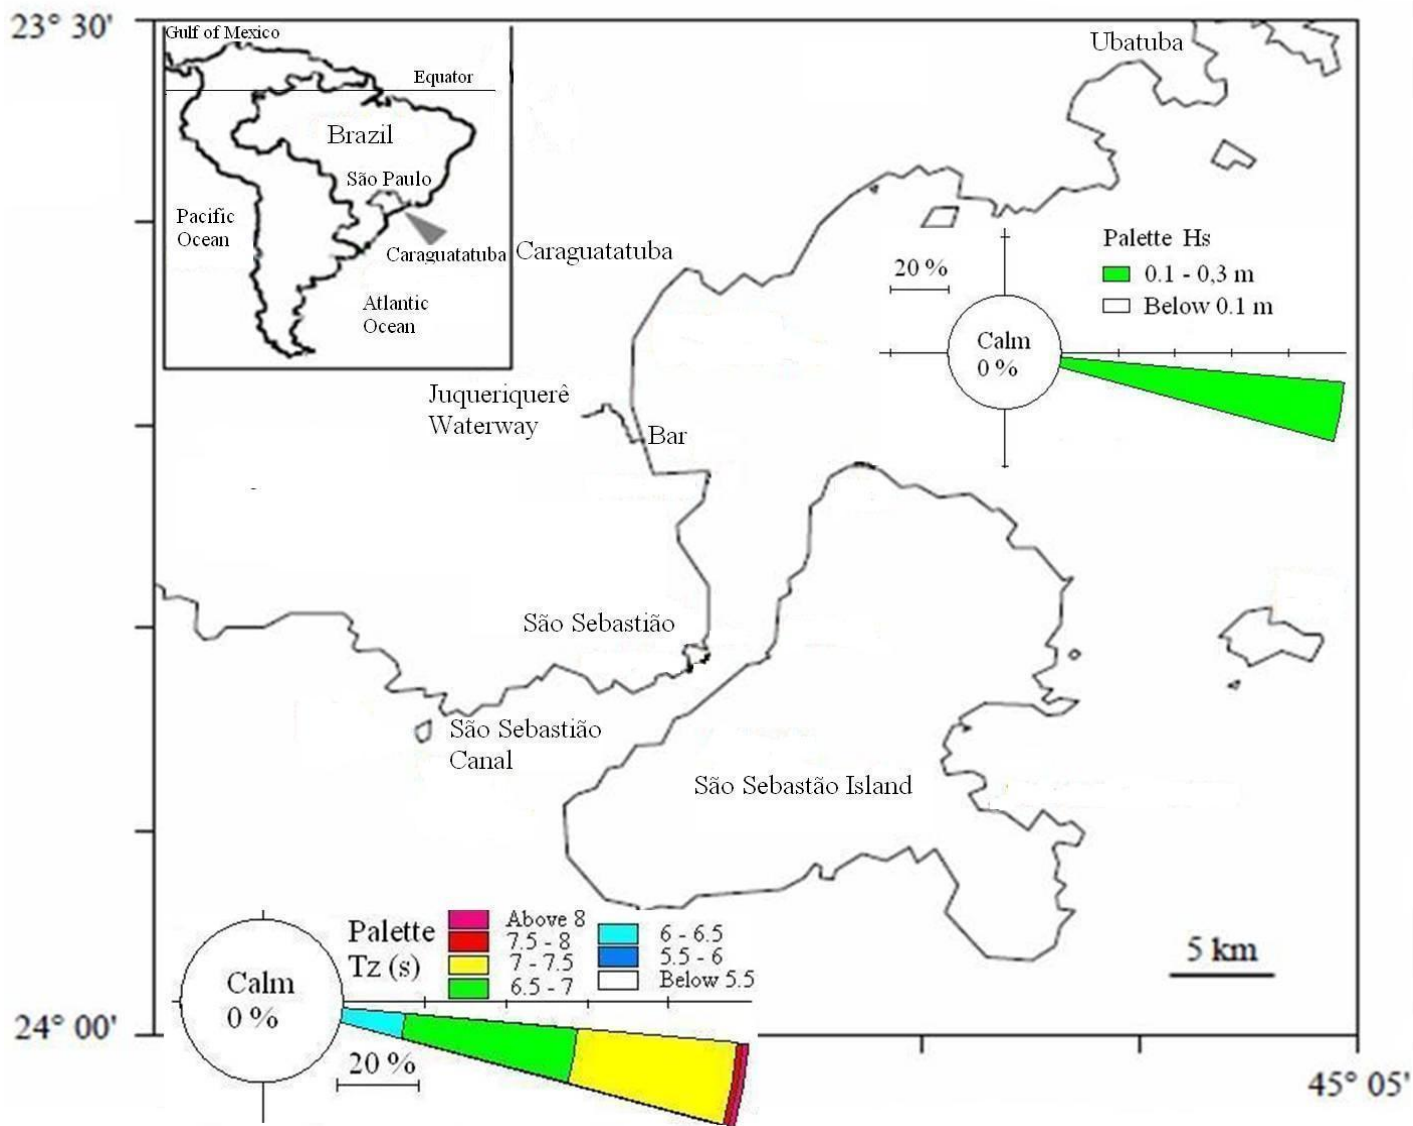 23° 30'
Gulf of Mexico
Equator
Brazil
São Paulo
Pacific
Ocean
Caraguatatuba
Atlantic
Ocean
Ubatuba
Caraguatatuba
Palette Hs
0.1 - 0,3 m
Below 0.1 m
20 %
Calm
0 %
Juqueriquerê
Waterway
Bar
São Sebastião
São Sebastião
Canal
São Sebastão Island
Palette
Tz (s)
Above 8
7.5 - 8
7 - 7.5
6.5 - 7
6 - 6.5
5.5 - 6
Below 5.5
Calm
0 %
20 %
5 km
24° 00'
45° 05'